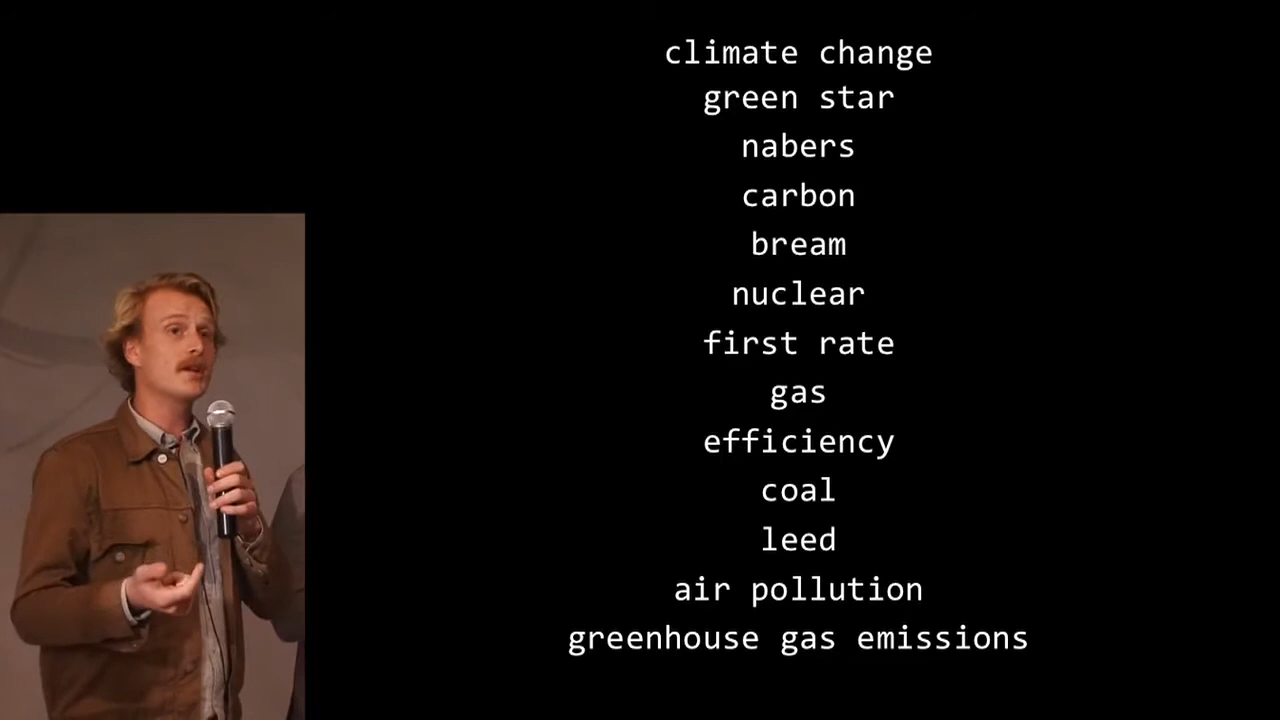 climate change
green star
nabers
carbon
bream
nuclear
first rate
gas
efficiency
coal
leed
air pollution
greenhouse gas emissions